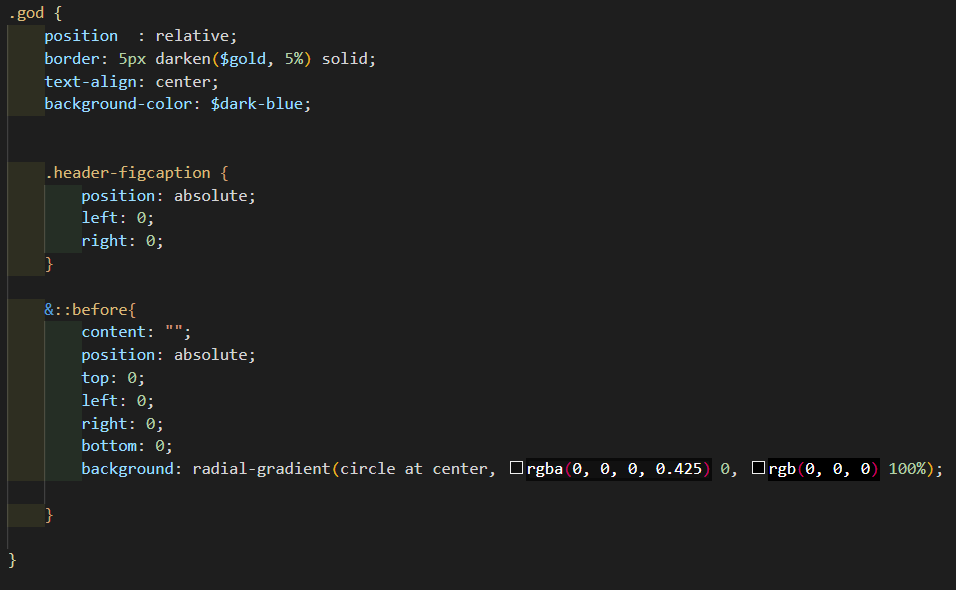 .god {
    position  : relative;
    border: 5px darken($gold, 5%) solid;
    text-align: center;
    background-color: $dark-blue;
    .header-figcaption {
        position: absolute;
        left: 0;
        right: 0;
    }
    &::before{
        content: "";
        position: absolute;
        top: 0;
        left: 0;
        right: 0;
        bottom: 0;
        background: radial-gradient(circle at center, rgba(0, 0, 0, 0.425) 0, rgb(0, 0, 0) 100%);
    }
}